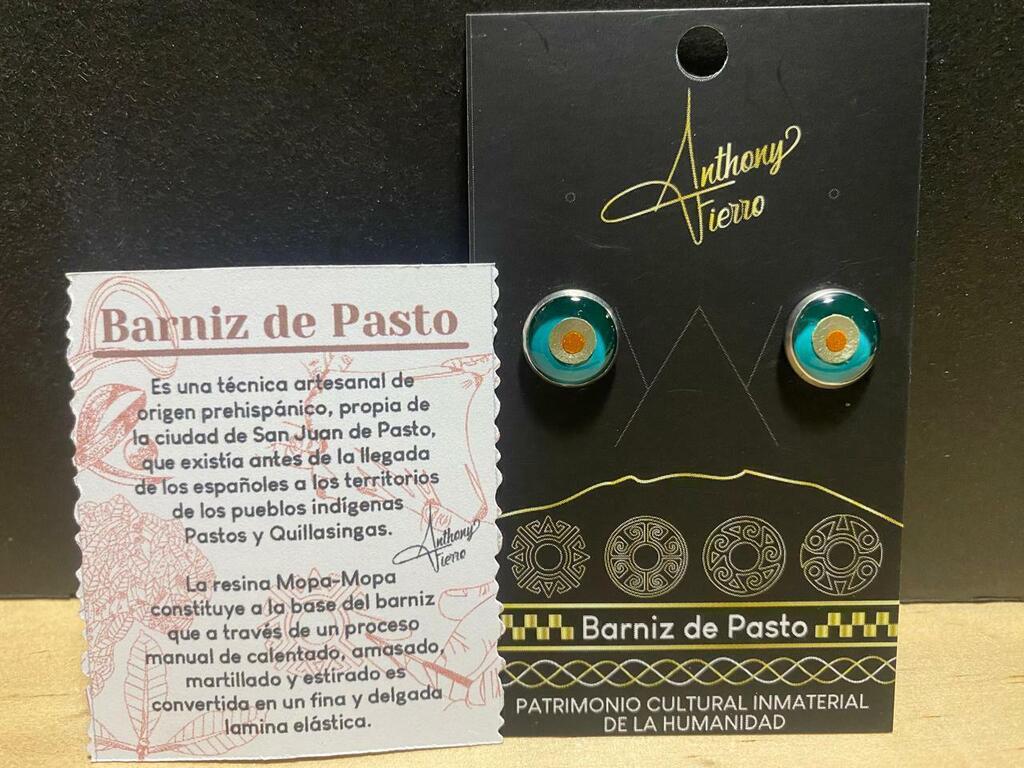 Barniz de Pasto
Es una técnica artesanal de
origen prehispánico, propia de
la ciudad de San Juan de Pasto,
que existía antes de la llegada
de los españoles a los territorios
de los pueblos indígenas
Pastos y Quillasingas.
Anthony
Fierro
La resina Mopa-Mopa
constituye a la base del barniz
que a través de un proceso
manual de calentado, amasado,
martillado y estirado es
convertida en un fina y delgada
lamina elástica.
Anthony
Fierro
Barniz de Pasto
PATRIMONIO CULTURAL INMATERIAL
DE LA HUMANIDAD